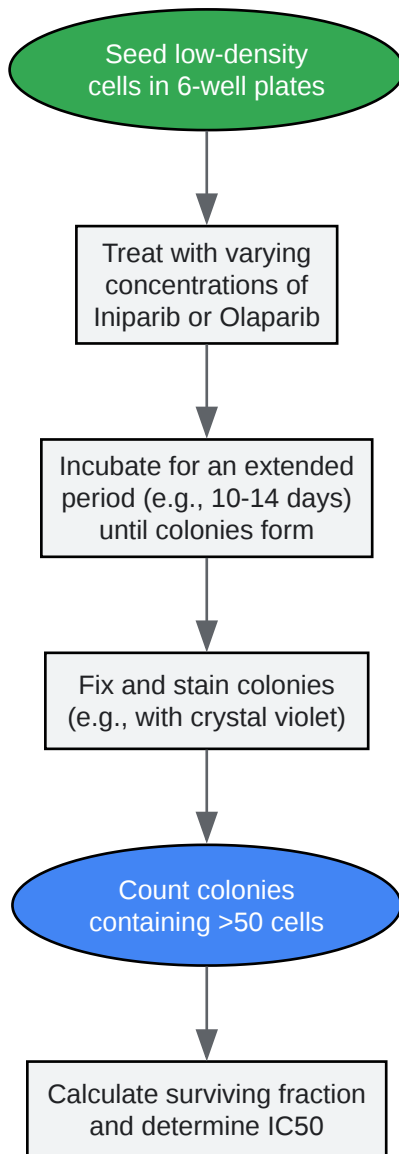 Seed low-density
cells in 6-well plates
Treat with varying
concentrations of
Iniparib or Olaparib
Incubate for an extended
period (e.g., 10-14 days)
until colonies form
Fix and stain colonies
(e.g., with crystal violet)
Count colonies
containing >50 cells
Calculate surviving fraction
and determine IC50